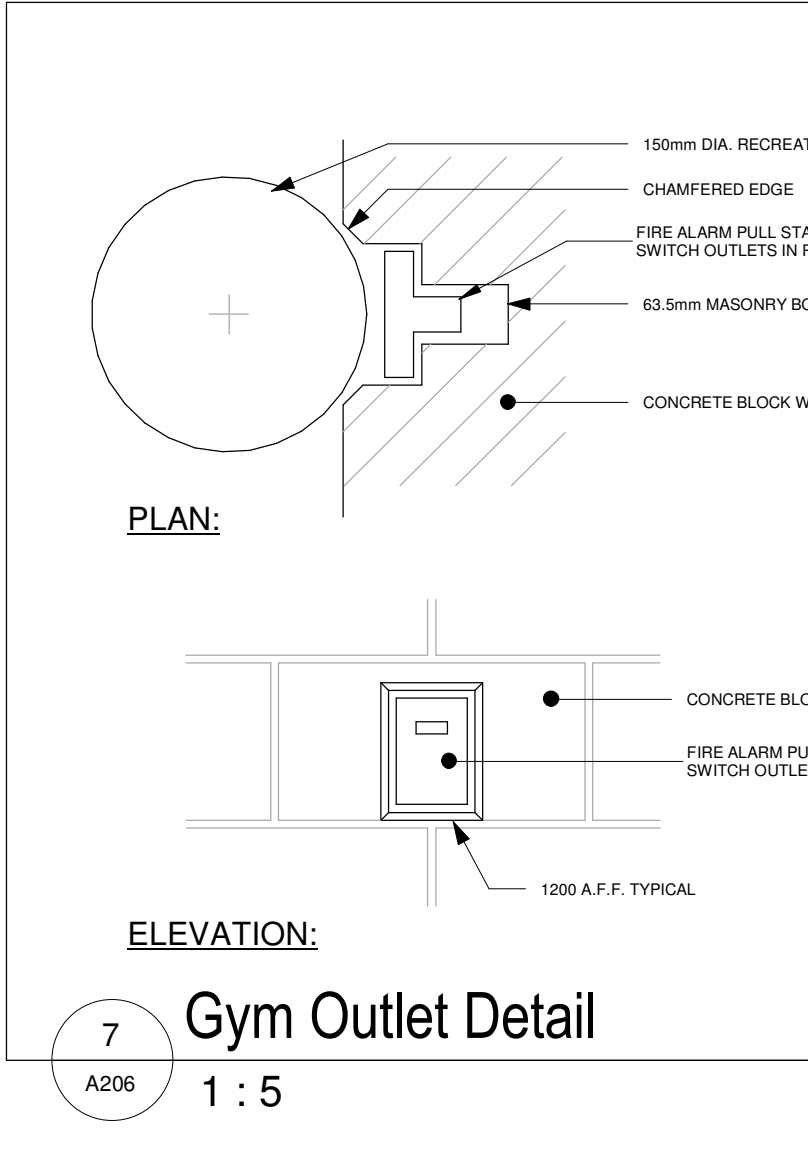 150mm DIA. RECREAT
CHAMFERED EDGE
FIRE ALARM PULL STA
SWITCH OUTLETS IN R
63.5mm MASONRY BO
CONCRETE BLOCK W
PLAN:
CONCRETE BLO
FIRE ALARM PU
SWITCH OUTLE
1200 A.F.F. TYPICAL
ELEVATION:
7
Gym Outlet Detail
A206
1 : 5